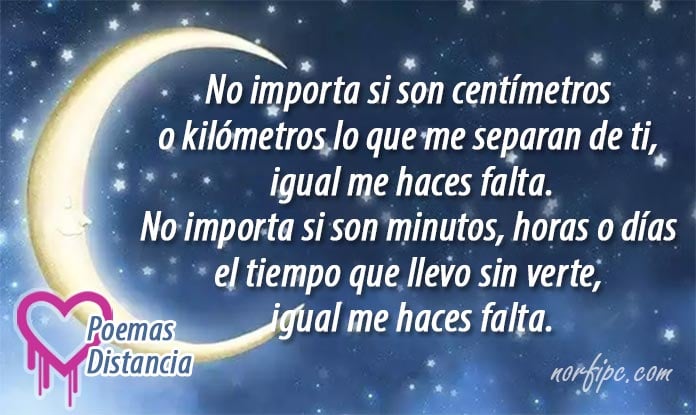 No importa si son centímetros
o kilómetros lo que me separan de ti,
igual me haces falta.
No importa si son minutos, horas o días
el tiempo que llevo sin verte,
igual me haces falta.
Poemas
Distancia
norfipc.com